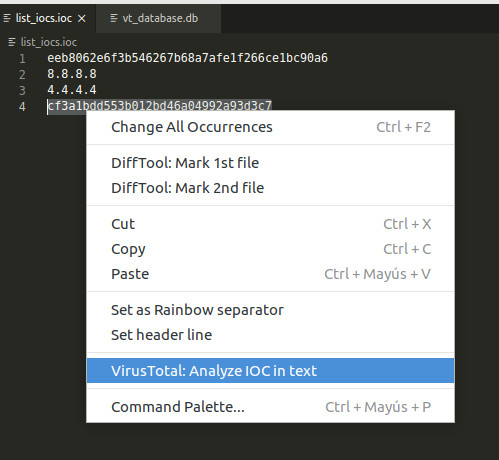 list_iocs.ioc
vt_database.db
list_iocs.ioc
1 eeb8062e6f3b546267b68a7afe1f266ce1bc90a6
2 8.8.8.8
3 4.4.4.4
4 cf3a1bdd553b012bd46a04992a93d3c7
Change All Occurrences Ctrl + F2
DiffTool: Mark 1st file
DiffTool: Mark 2nd file
Cut Ctrl + X
Copy Ctrl + C
Paste Ctrl + Mayús + V
Set as Rainbow separator
Set header line
VirusTotal: Analyze IOC in text
Command Palette... Ctrl + Mayús + P